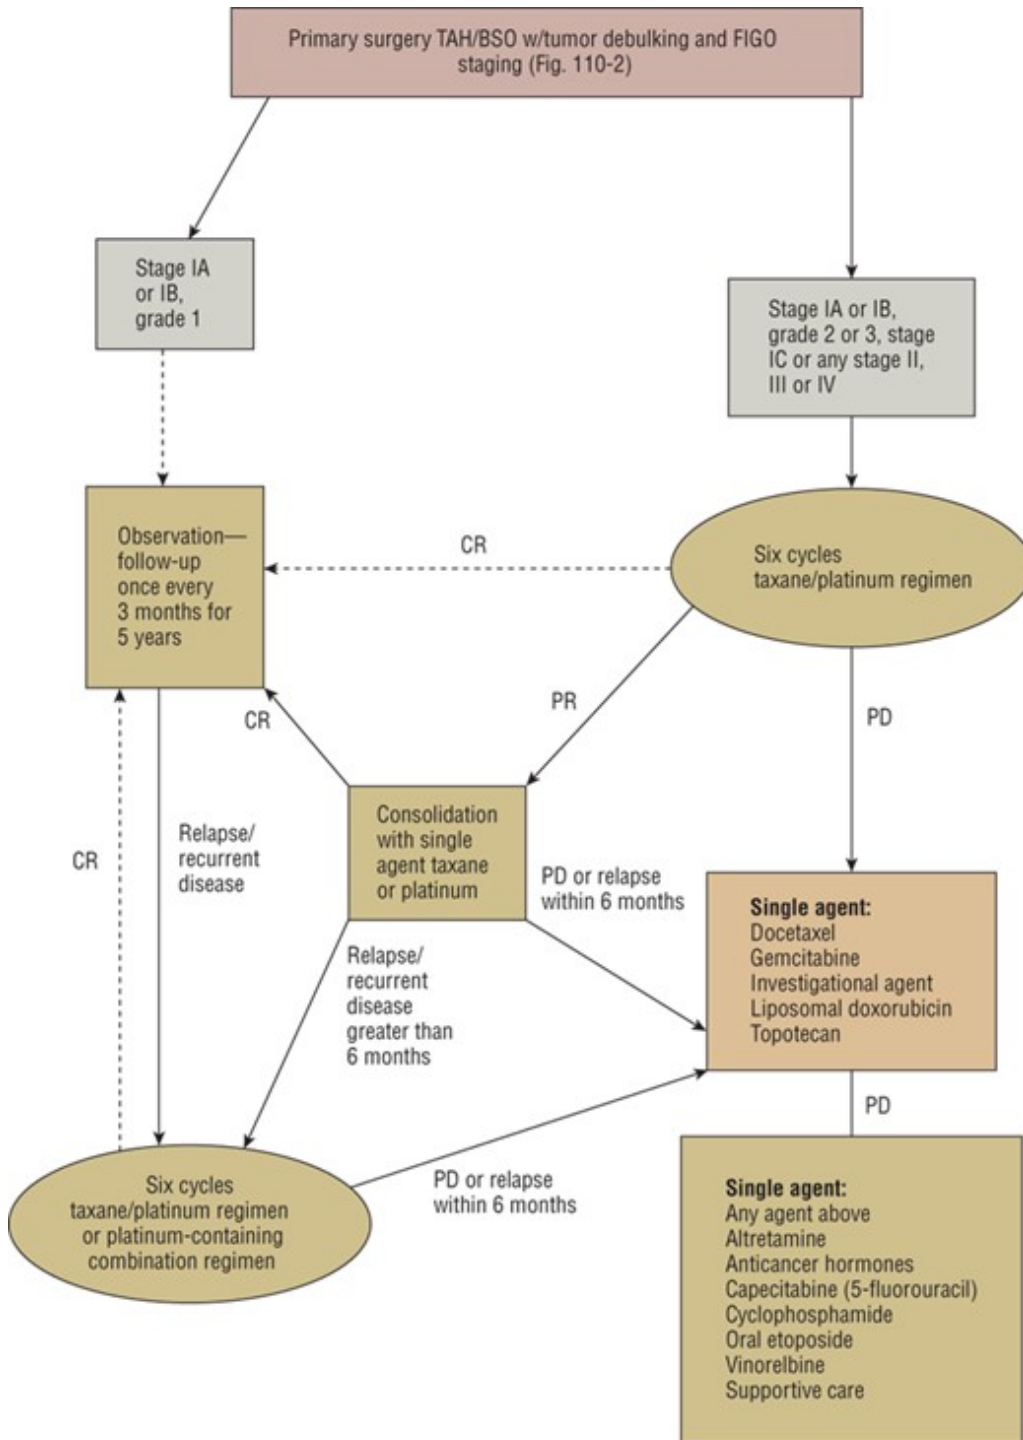 Primary surgery TAH/BSO w/tumor debulking and FIGO
staging (Fig. 110-2)
Stage IA
or IB,
grade 1
Stage IA or IB,
grade 2 or 3, stage
IC or any stage II,
III or IV
Observation—
follow-up
once every
3 months for
5 years
CR
Six cycles
taxane/platinum regimen
CR
PR
PD
Consolidation
with single
agent taxane
or platinum
CR
Relapse/
recurrent
disease
PD or relapse
within 6 months
Relapse/
recurrent
disease
greater than
6 months
Single agent:
Docetaxel
Gemcitabine
Investigational agent
Liposomal doxorubicin
Topotecan
PD
Six cycles
taxane/platinum regimen
or platinum-containing
combination regimen
PD or relapse
within 6 months
Single agent:
Any agent above
Altretamine
Anticancer hormones
Capecitabine (5-fluorouracil)
Cyclophosphamide
Oral etoposide
Vinorelbine
Supportive care